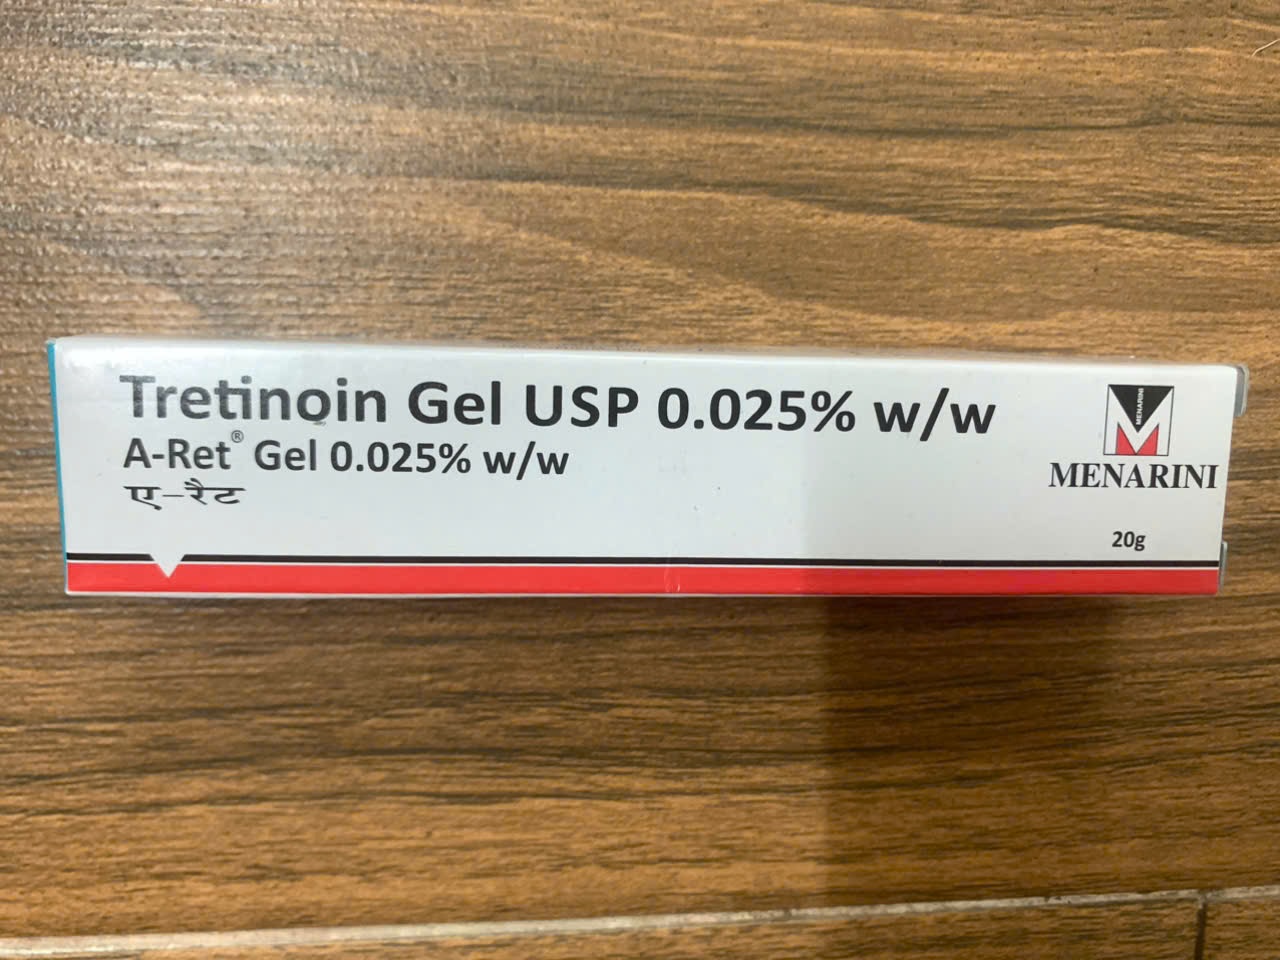 Tretinoin Gel USP 0.025% w/w
A-Ret® Gel 0.025% w/w
ए-रैट
MENARINI
MENARINI
20g